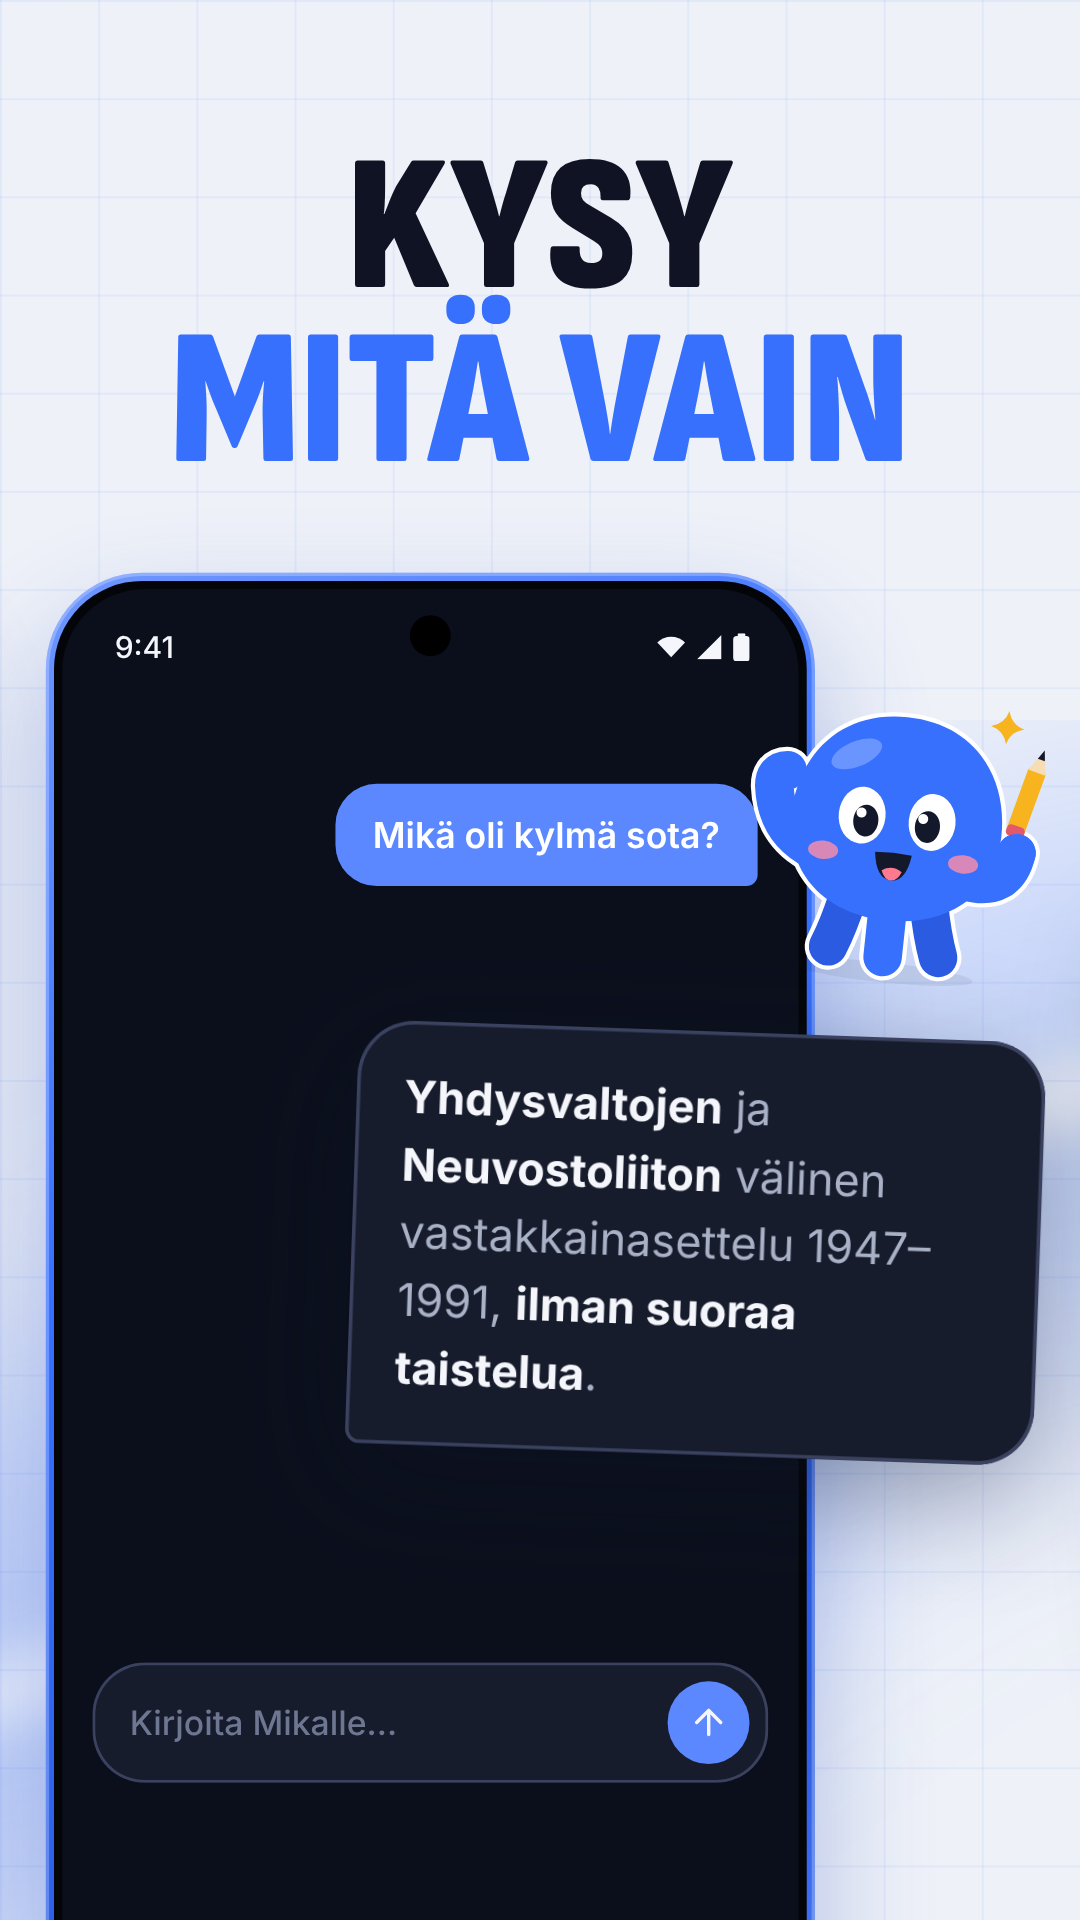 KYSY
MITÄ VAIN
9:41
Mikä oli kylmä sota?
Yhdysvaltojen ja
Neuvostoliiton välinen
vastakkainasettelu 1947–
1991, ilman suoraa
taistelua.
Kirjoita Mikalle...